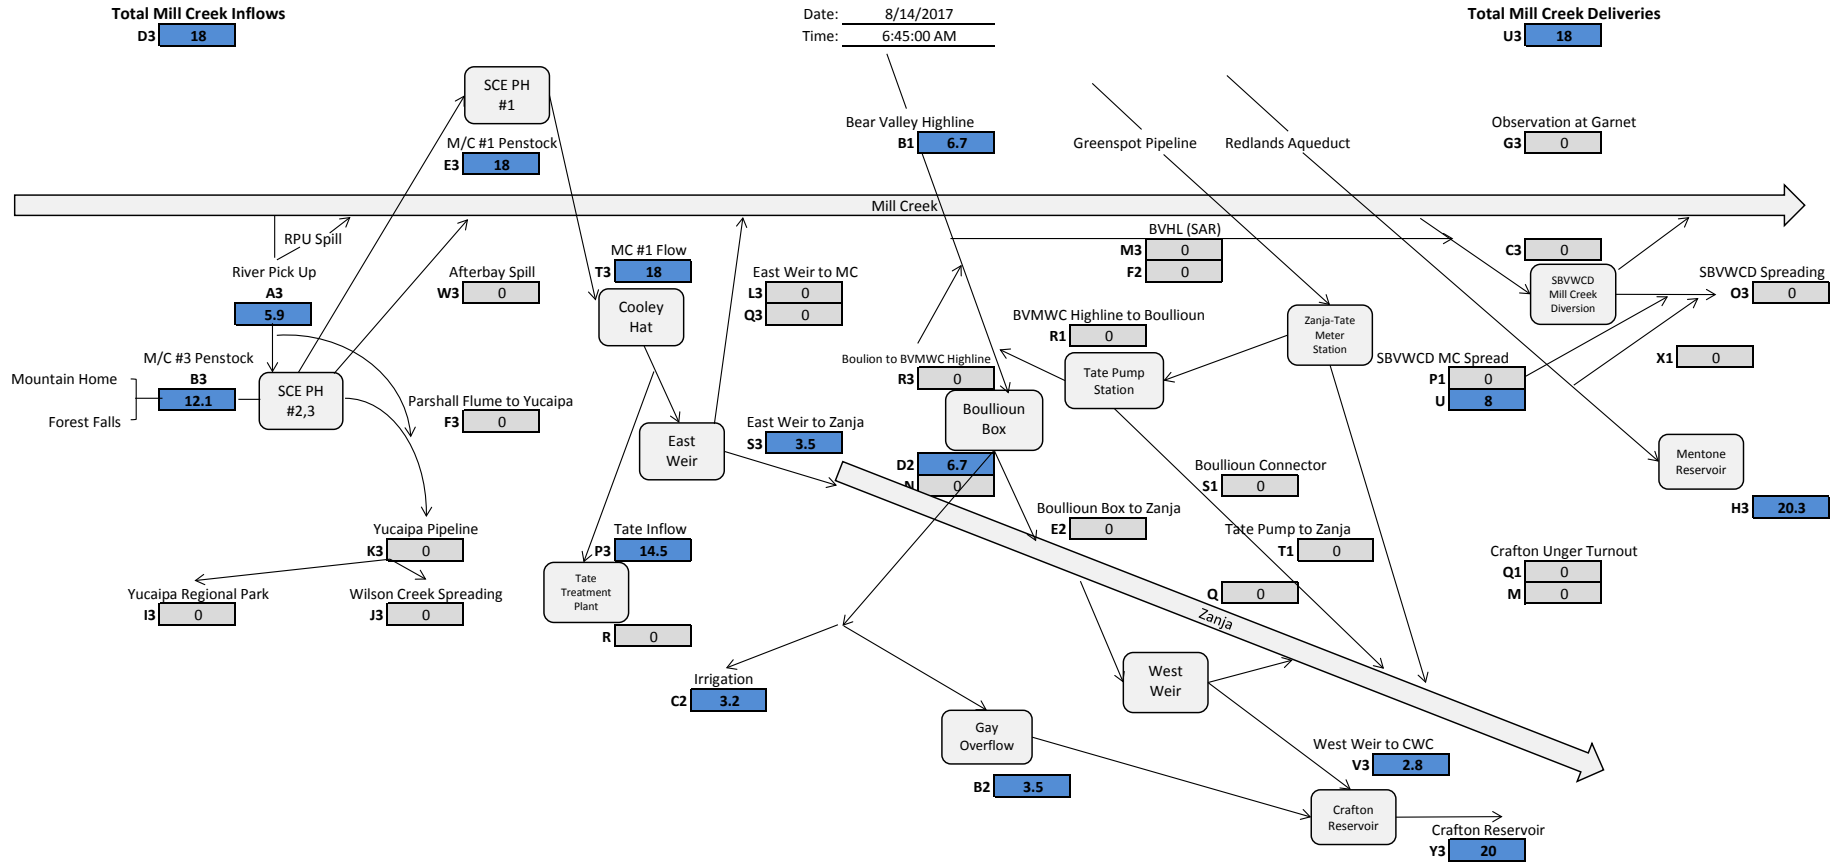 Total Mill Creek Inflows
D3 18
Date: 8/14/2017
Time: 6:45:00 AM
Total Mill Creek Deliveries
U3 18
SCE PH
#1
M/C #1 Penstock
E3 18
Bear Valley Highline
B1 6.7
Greenspot Pipeline
Redlands Aqueduct
Observation at Garnet
G3 0
Mill Creek
RPU Spill
River Pick Up
A3
5.9
Afterbay Spill
W3 0
MC #1 Flow
T3 18
Cooley
Hat
East Weir to MC
L3 0
Q3 0
BVHL (SAR)
M3 0
F2 0
C3 0
SBVWCD
Mill Creek
Diversion
SBVWCD Spreading
O3 0
BVMWC Highline to Boullioun
R1 0
Zanja-Tate
Meter
Station
Boulion to BVMWC Highline
R3 0
Tate Pump
Station
SBVWCD MC Spread
P1 0
U 8
X1 0
M/C #3 Penstock
B3
12.1
Mountain Home
Forest Falls
SCE PH
#2,3
Parshall Flume to Yucaipa
F3 0
East
Weir
East Weir to Zanja
S3 3.5
Boullioun
Box
D2 6.7
N 0
Boullioun Connector
S1 0
Mentone
Reservoir
H3 20.3
Boullioun Box to Zanja
E2 0
Tate Pump to Zanja
T1 0
Yucaipa Pipeline
K3 0
Tate Inflow
P3 14.5
Tate
Treatment
Plant
R 0
Crafton Unger Turnout
Q1 0
M 0
Q 0
Zanja
Yucaipa Regional Park
I3 0
Wilson Creek Spreading
J3 0
Irrigation
C2 3.2
West
Weir
Gay
Overflow
B2 3.5
West Weir to CWC
V3 2.8
Crafton
Reservoir
Crafton Reservoir
Y3 20